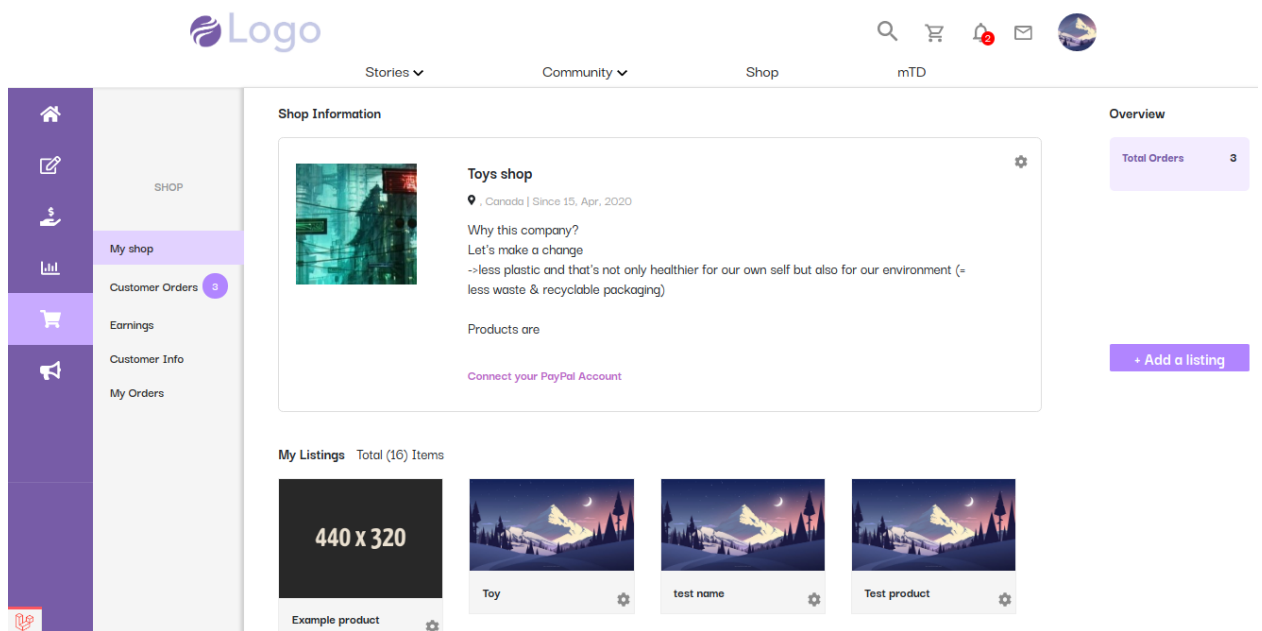 Logo
2
Stories
Community
Shop
mTD
SHOP
My shop
Customer Orders 3
Earnings
Customer Info
My Orders
Shop Information
Toys shop
, Canada | Since 15, Apr, 2020
Why this company?
Let's make a change
->less plastic and that's not only healthier for our own self but also for our environment (=
less waste & recyclable packaging)
Products are
Connect your PayPal Account
Overview
Total Orders 3
+ Add a listing
My Listings Total (16) Items
440 x 320
Example product
Toy
test name
Test product